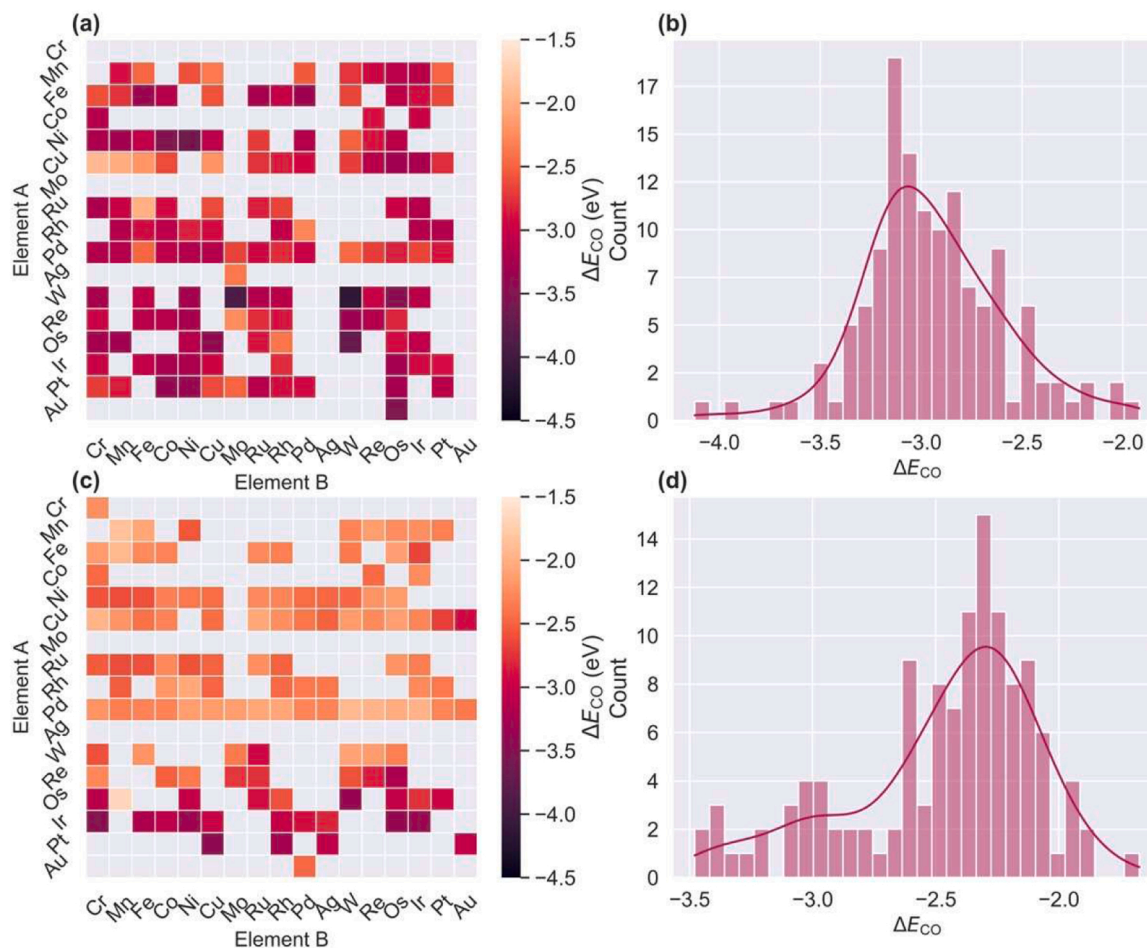 (a)
Element A
Cr
Mn
Fe
Co
Ni
Cu
Mo
Ru
Rh
Pd
Ag
W
Re
Os
Ir
Pt
Au
Cr Mn Fe Co Ni Cu Mo Ru Rh Pd Ag W Re Os Ir Pt Au
Element B
−1.5
−2.0
−2.5
−3.0
−3.5
−4.0
−4.5
ΔE_CO (eV)
(b)
Count
17
15
12
10
7
5
2
0
−4.0 −3.5 −3.0 −2.5 −2.0
ΔE_CO
(c)
Element A
Cr
Mn
Fe
Co
Ni
Cu
Mo
Ru
Rh
Pd
Ag
W
Re
Os
Ir
Pt
Au
Cr Mn Fe Co Ni Cu Mo Ru Rh Pd Ag W Re Os Ir Pt Au
Element B
−1.5
−2.0
−2.5
−3.0
−3.5
−4.0
−4.5
ΔE_CO (eV)
(d)
Count
14
12
10
8
6
4
2
0
−3.5 −3.0 −2.5 −2.0
ΔE_CO